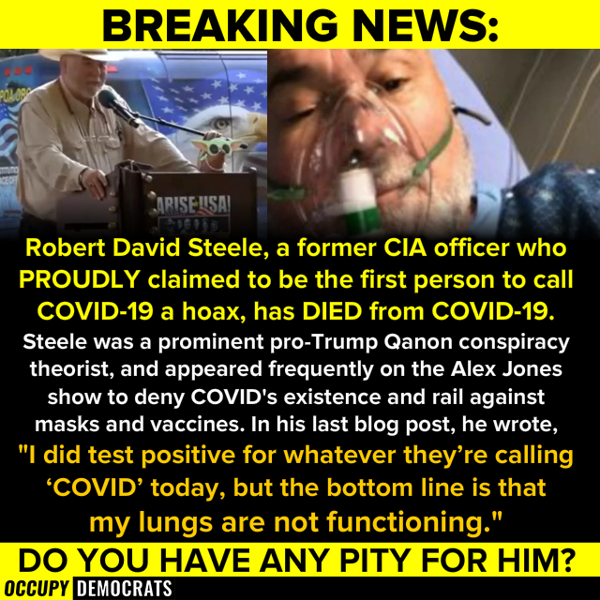 BREAKING NEWS:
ARISE USA!
Robert David Steele, a former CIA officer who
PROUDLY claimed to be the first person to call
COVID-19 a hoax, has DIED from COVID-19.
Steele was a prominent pro-Trump Qanon conspiracy
theorist, and appeared frequently on the Alex Jones
show to deny COVID's existence and rail against
masks and vaccines. In his last blog post, he wrote,
"I did test positive for whatever they’re calling
‘COVID’ today, but the bottom line is that
my lungs are not functioning."
DO YOU HAVE ANY PITY FOR HIM?
OCCUPY DEMOCRATS